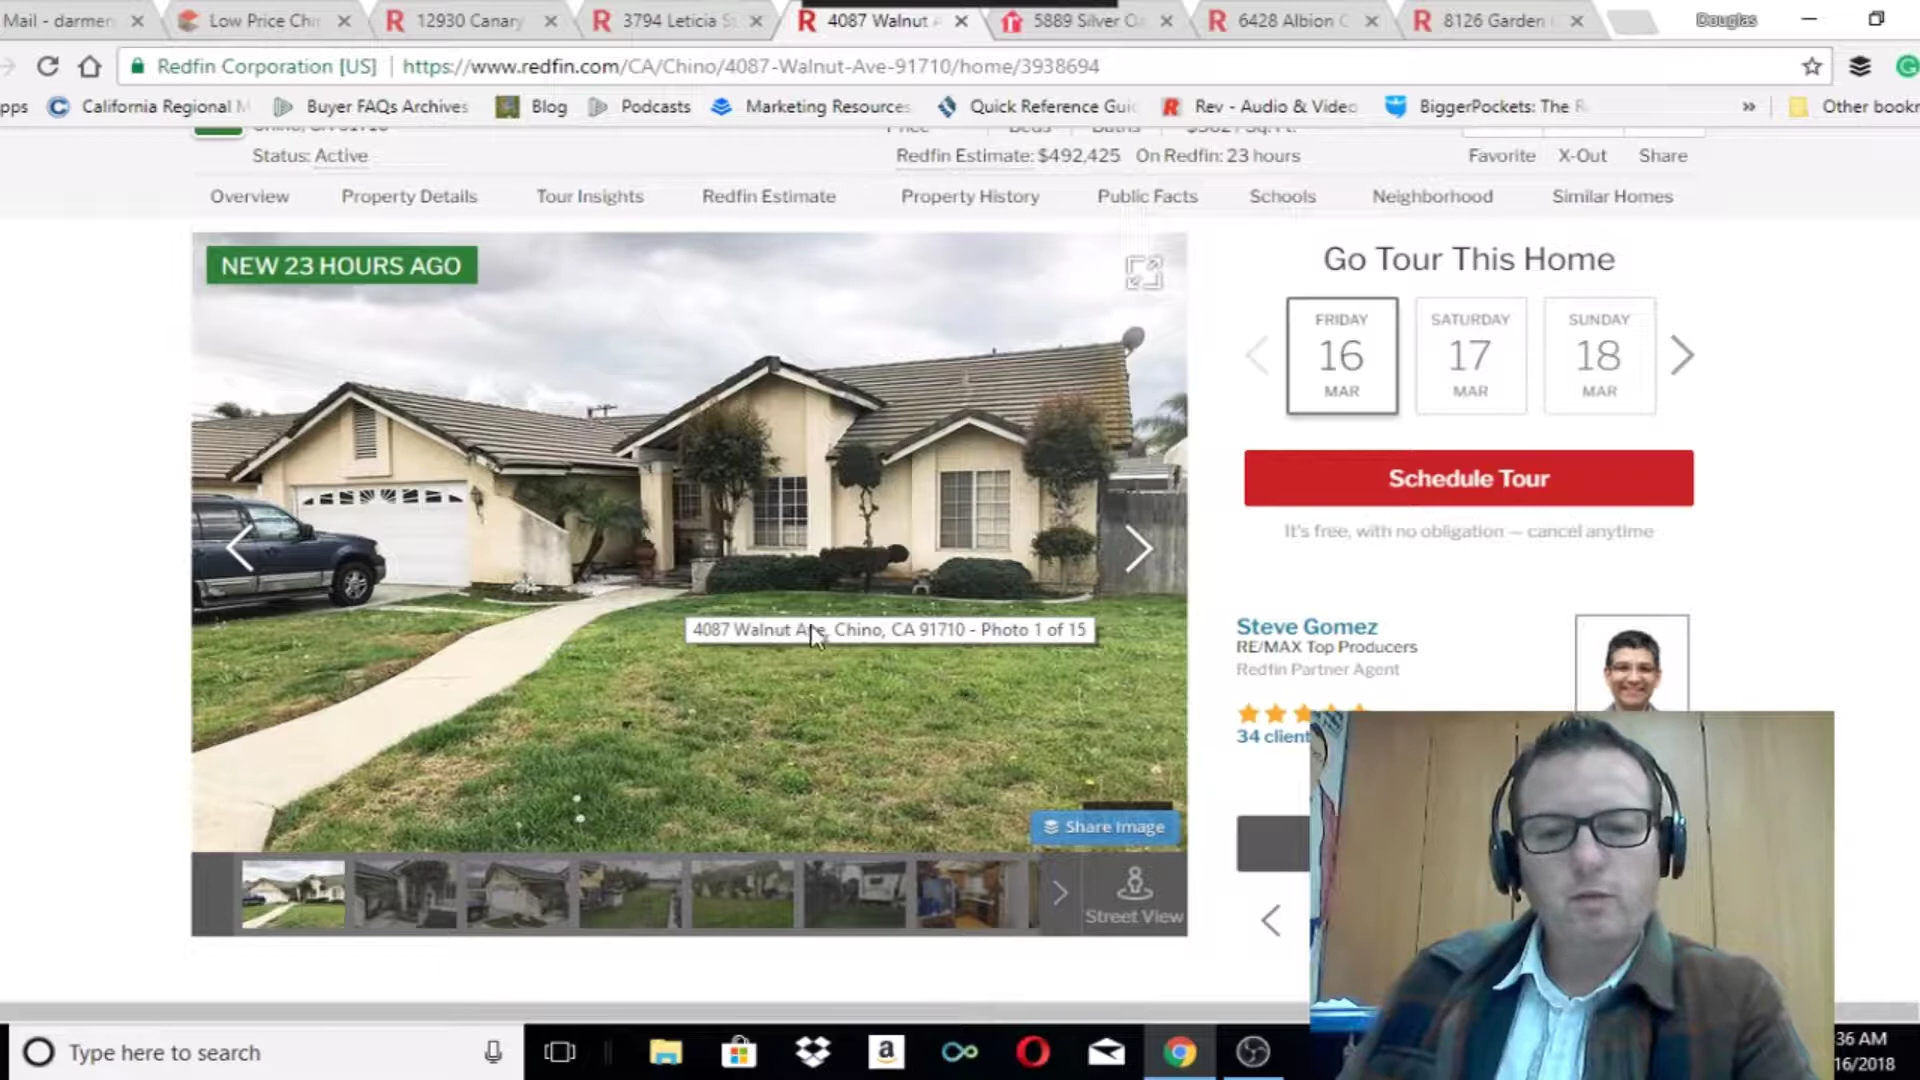 Mail - darmen
Low Price Chi
12930 Canary
3794 Leticia S
4087 Walnut A
5889 Silver O
6428 Albion C
8126 Garden
Douglas
Redfin Corporation [US] | https://www.redfin.com/CA/Chino/4087-Walnut-Ave-91710/home/3938694
pps
California Regional M
Buyer FAQs Archives
Blog
Podcasts
Marketing Resources
Quick Reference Guid
Rev - Audio & Video
BiggerPockets: The R
»
Other bookr
Status: Active
Redfin Estimate: $492,425 On Redfin: 23 hours
Favorite X-Out Share
Overview Property Details Tour Insights Redfin Estimate Property History Public Facts Schools Neighborhood Similar Homes
NEW 23 HOURS AGO
Go Tour This Home
FRIDAY
16
MAR
SATURDAY
17
MAR
SUNDAY
18
MAR
Schedule Tour
It's free, with no obligation — cancel anytime
4087 Walnut Ave, Chino, CA 91710 - Photo 1 of 15
Steve Gomez
RE/MAX Top Producers
Redfin Partner Agent
34 client
Share Image
Street View
Type here to search
a
36 AM
16/2018